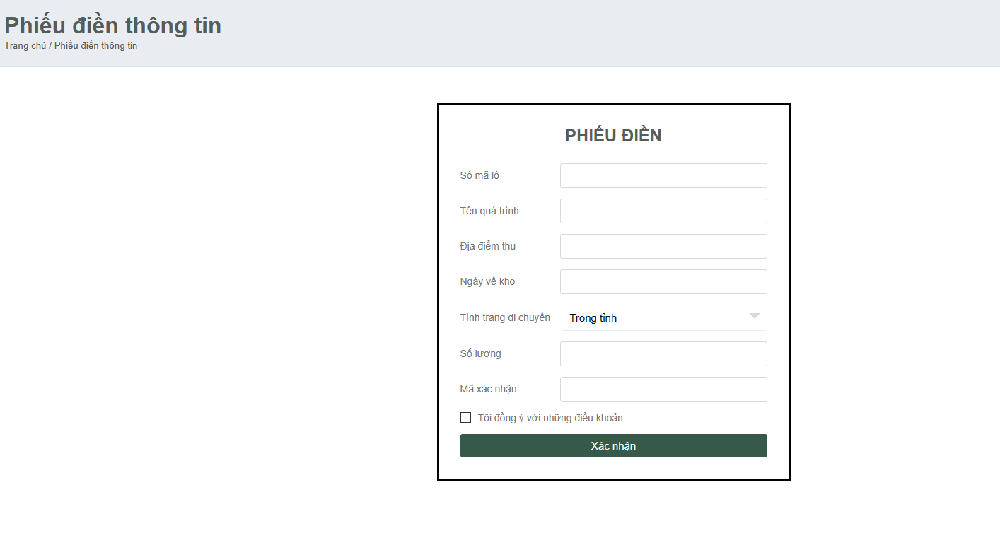 Phiếu điền thông tin
Trang chủ / Phiếu điền thông tin
PHIẾU ĐIỀN
Số mã lô
Tên quá trình
Địa điểm thu
Ngày về kho
Tình trạng di chuyển Trong tỉnh
Số lượng
Mã xác nhận
Tôi đồng ý với những điều khoản
Xác nhận